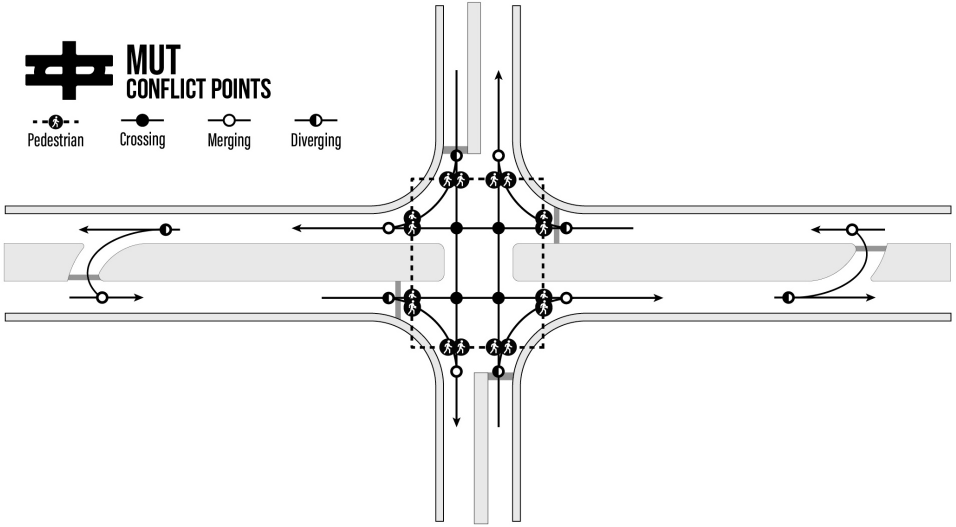 MUT
CONFLICT POINTS
Pedestrian
Crossing
Merging
Diverging